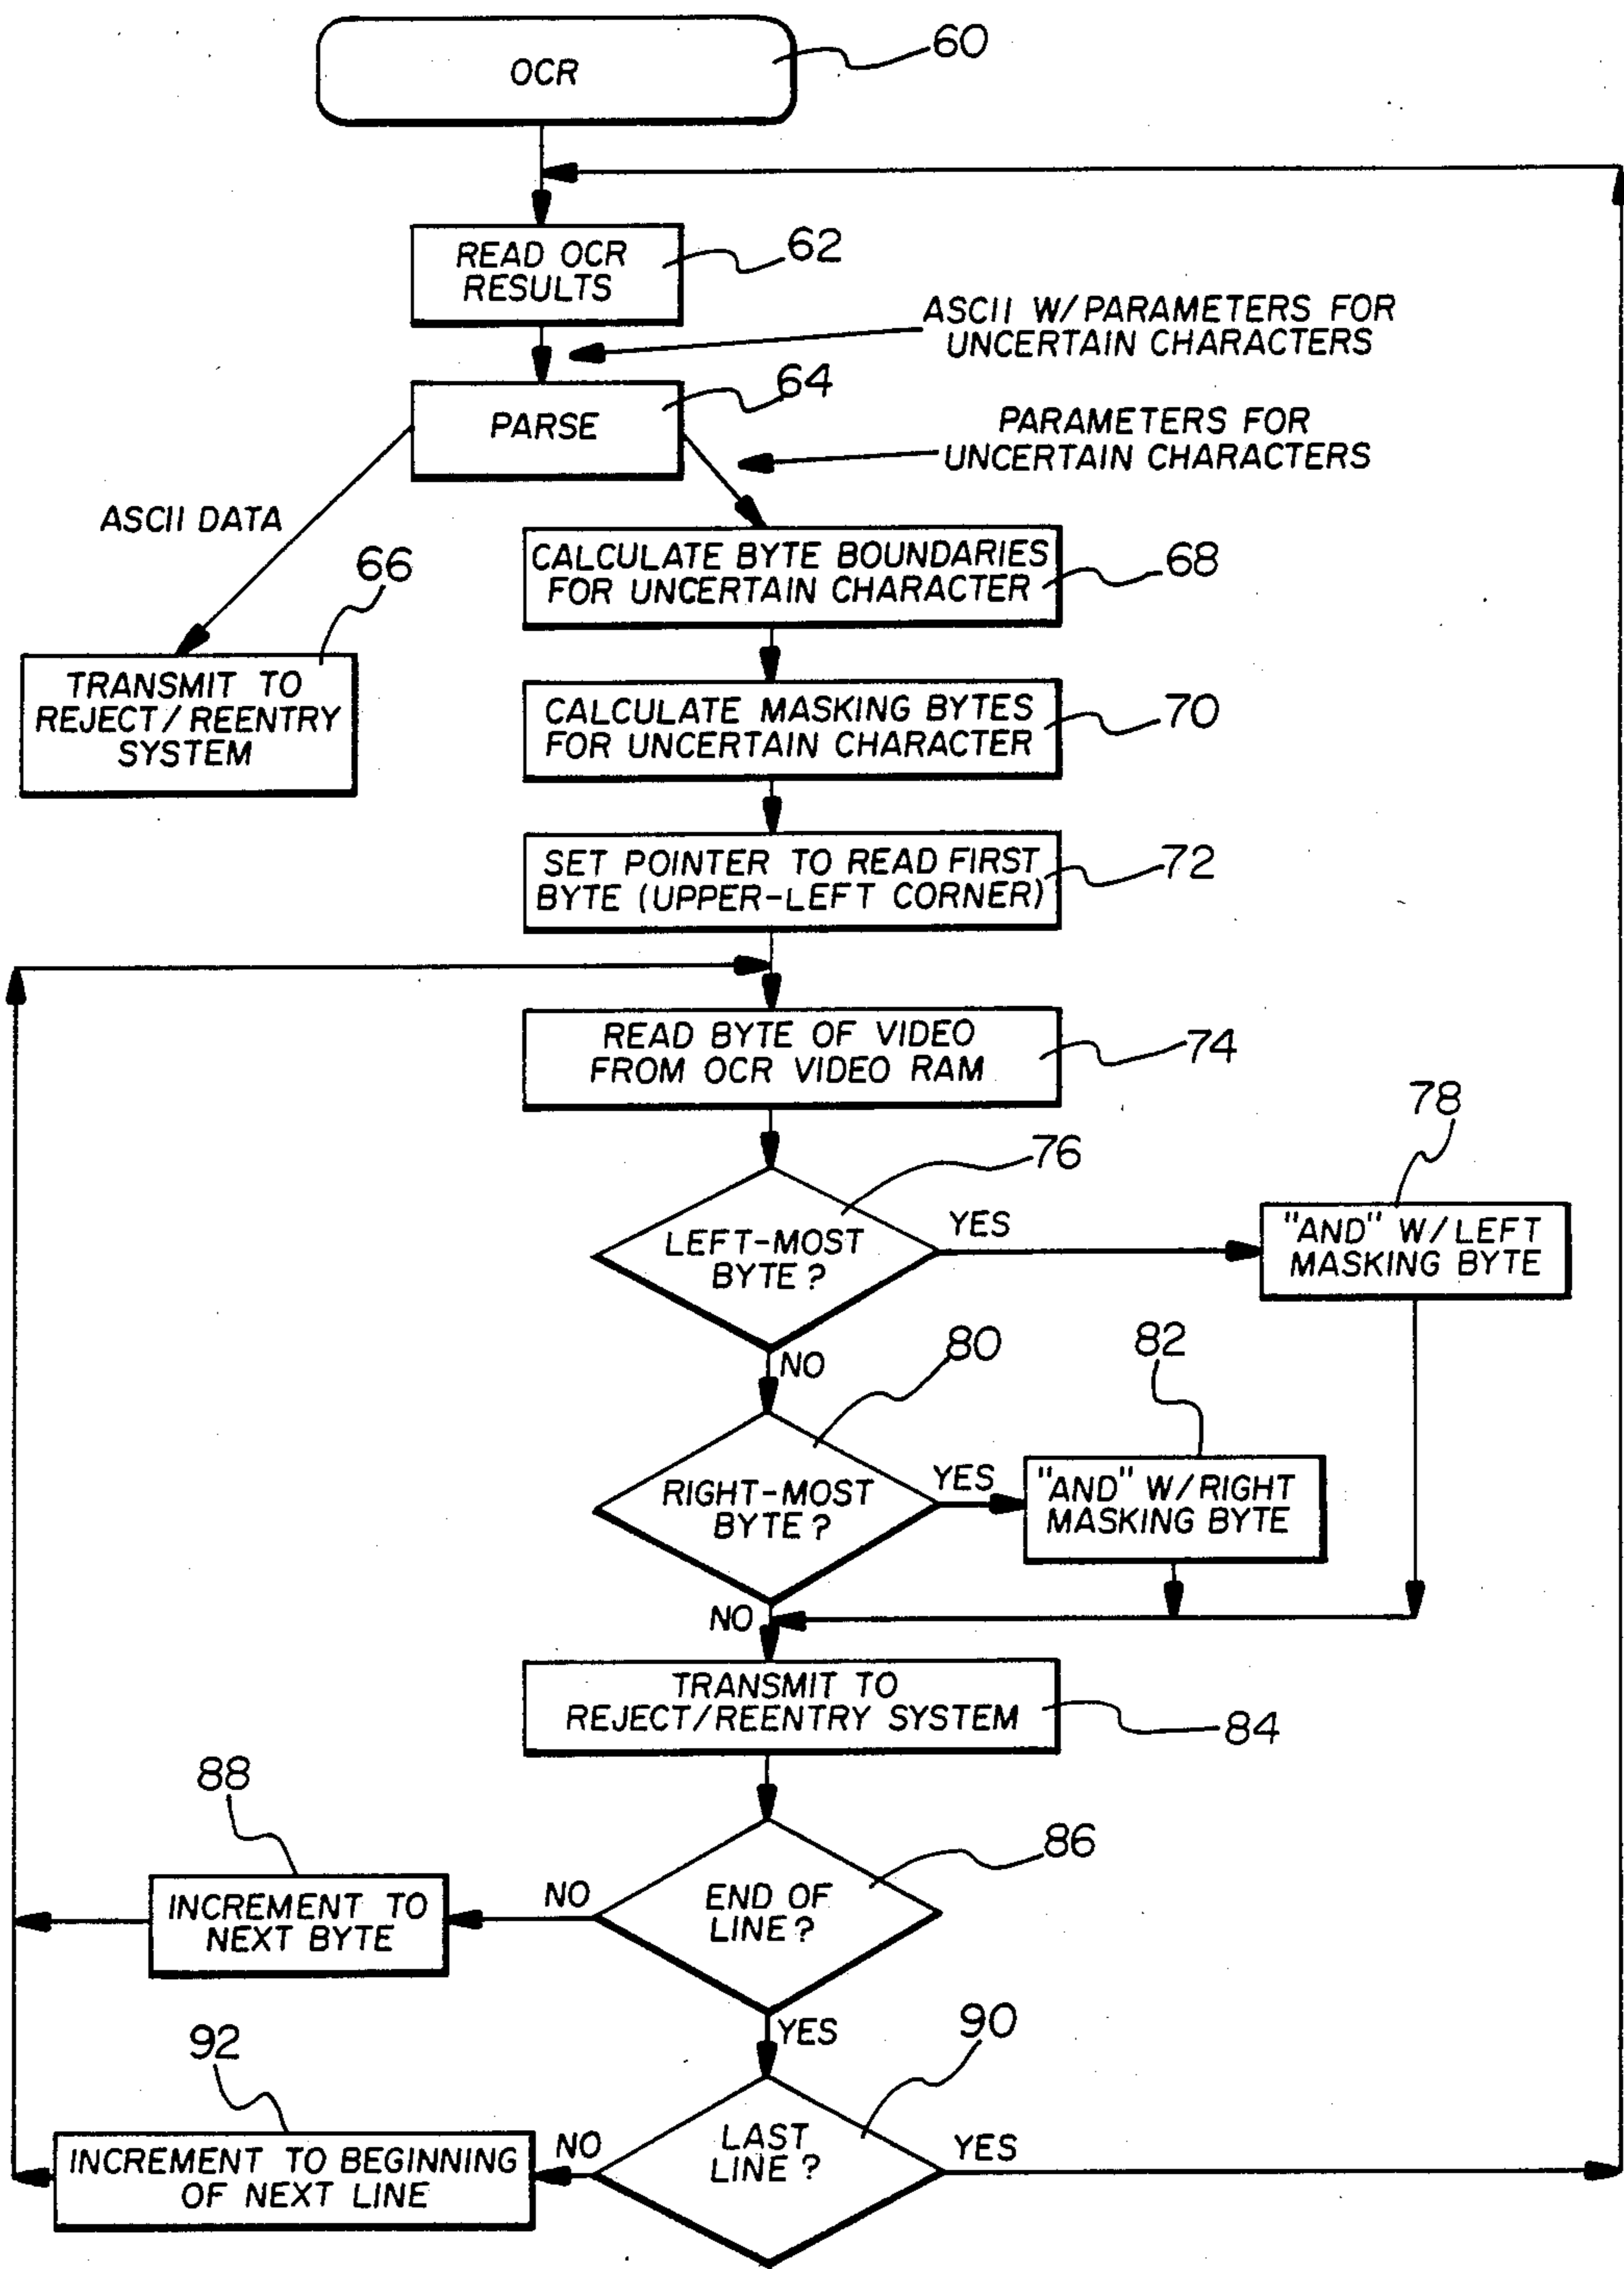 OCR
60
READ OCR
RESULTS
62
ASCII W/PARAMETERS FOR
UNCERTAIN CHARACTERS
PARSE
64
PARAMETERS FOR
UNCERTAIN CHARACTERS
ASCII DATA
66
TRANSMIT TO
REJECT/REENTRY
SYSTEM
CALCULATE BYTE BOUNDARIES
FOR UNCERTAIN CHARACTER
68
CALCULATE MASKING BYTES
FOR UNCERTAIN CHARACTER
70
SET POINTER TO READ FIRST
BYTE (UPPER-LEFT CORNER)
72
READ BYTE OF VIDEO
FROM OCR VIDEO RAM
74
76
LEFT-MOST
BYTE?
YES
78
"AND" W/LEFT
MASKING BYTE
NO
80
RIGHT-MOST
BYTE?
YES
82
"AND" W/RIGHT
MASKING BYTE
NO
TRANSMIT TO
REJECT/REENTRY SYSTEM
84
86
END OF
LINE?
NO
88
INCREMENT TO
NEXT BYTE
YES
90
LAST
LINE?
YES
NO
92
INCREMENT TO BEGINNING
OF NEXT LINE